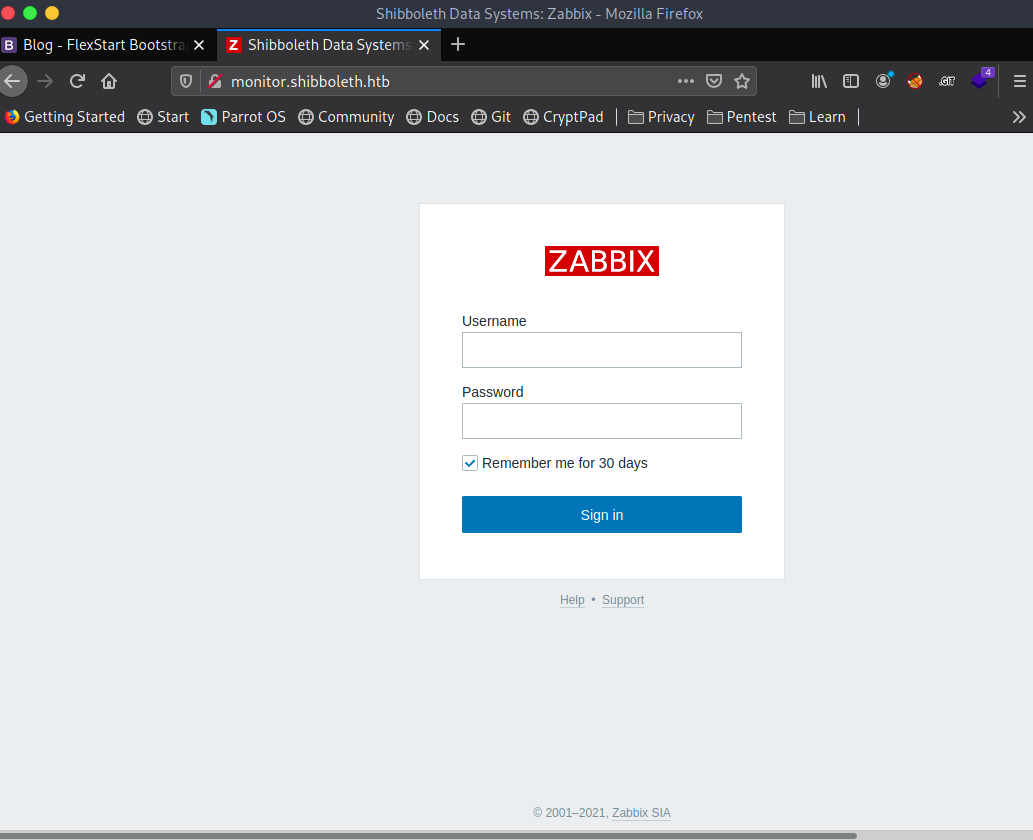 Shibboleth Data Systems: Zabbix - Mozilla Firefox
B Blog - FlexStart Bootstra
Z Shibboleth Data Systems
monitor.shibboleth.htb
.GIT
4
Getting Started Start Parrot OS Community Docs Git CryptPad Privacy Pentest Learn
ZABBIX
Username
Password
Remember me for 30 days
Sign in
Help • Support
© 2001–2021, Zabbix SIA